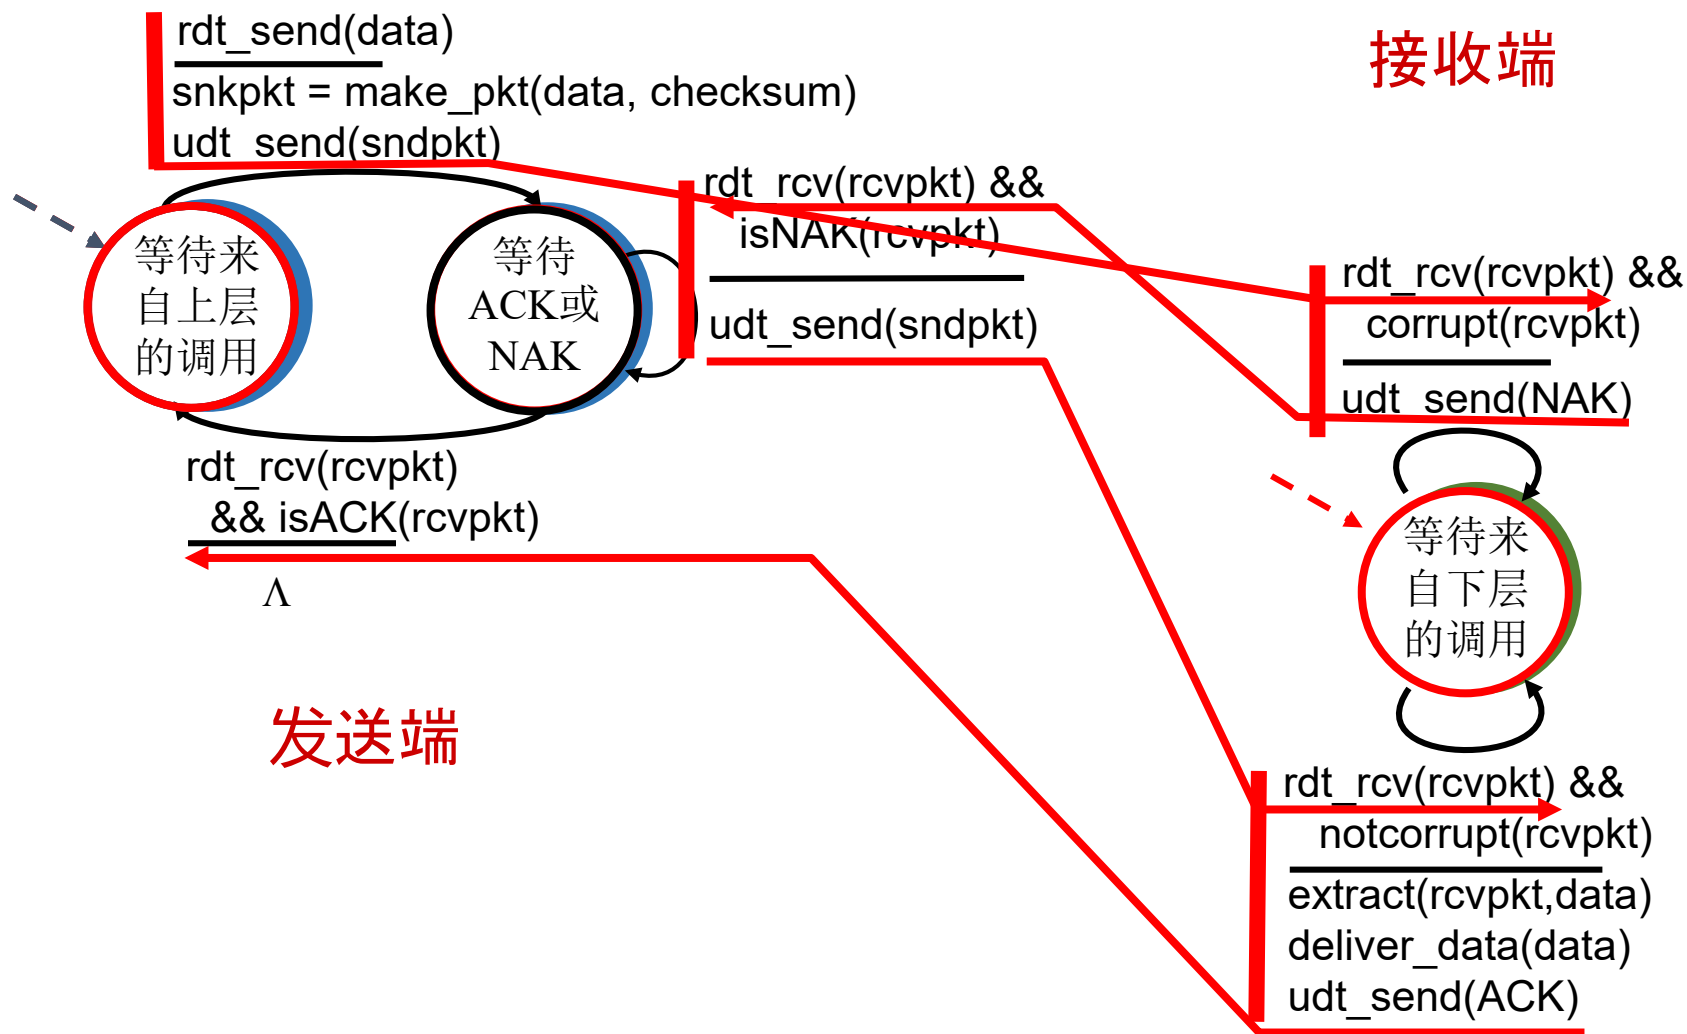 rdt_send(data)
snkpkt = make_pkt(data, checksum)
udt_send(sndpkt)
接收端
rdt_rcv(rcvpkt) &&
isNAK(rcvpkt)
udt_send(sndpkt)
等待来
自上层
的调用
等待
ACK或
NAK
rdt_rcv(rcvpkt) &&
corrupt(rcvpkt)
udt_send(NAK)
rdt_rcv(rcvpkt)
&& isACK(rcvpkt)
Λ
等待来
自下层
的调用
发送端
rdt_rcv(rcvpkt) &&
notcorrupt(rcvpkt)
extract(rcvpkt,data)
deliver_data(data)
udt_send(ACK)